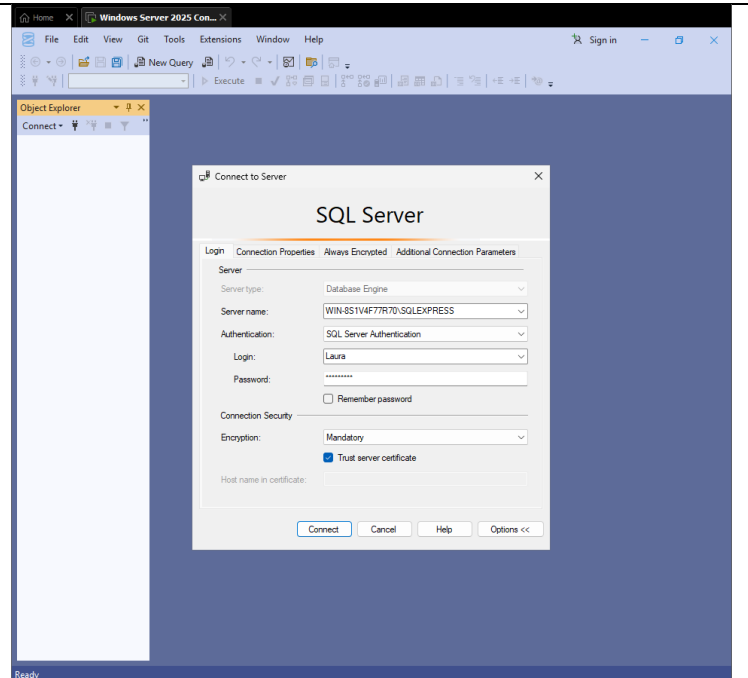 Home
Windows Server 2025 Con...
File Edit View Git Tools Extensions Window Help
Sign in
New Query
Execute
Object Explorer
Connect
Connect to Server
SQL Server
Login Connection Properties Always Encrypted Additional Connection Parameters
Server
Server type: Database Engine
Server name: WIN-8S1V4F77R70\SQLEXPRESS
Authentication: SQL Server Authentication
Login: Laura
Password: *********
Remember password
Connection Security
Encryption: Mandatory
Trust server certificate
Host name in certificate:
Connect Cancel Help Options <<
Ready